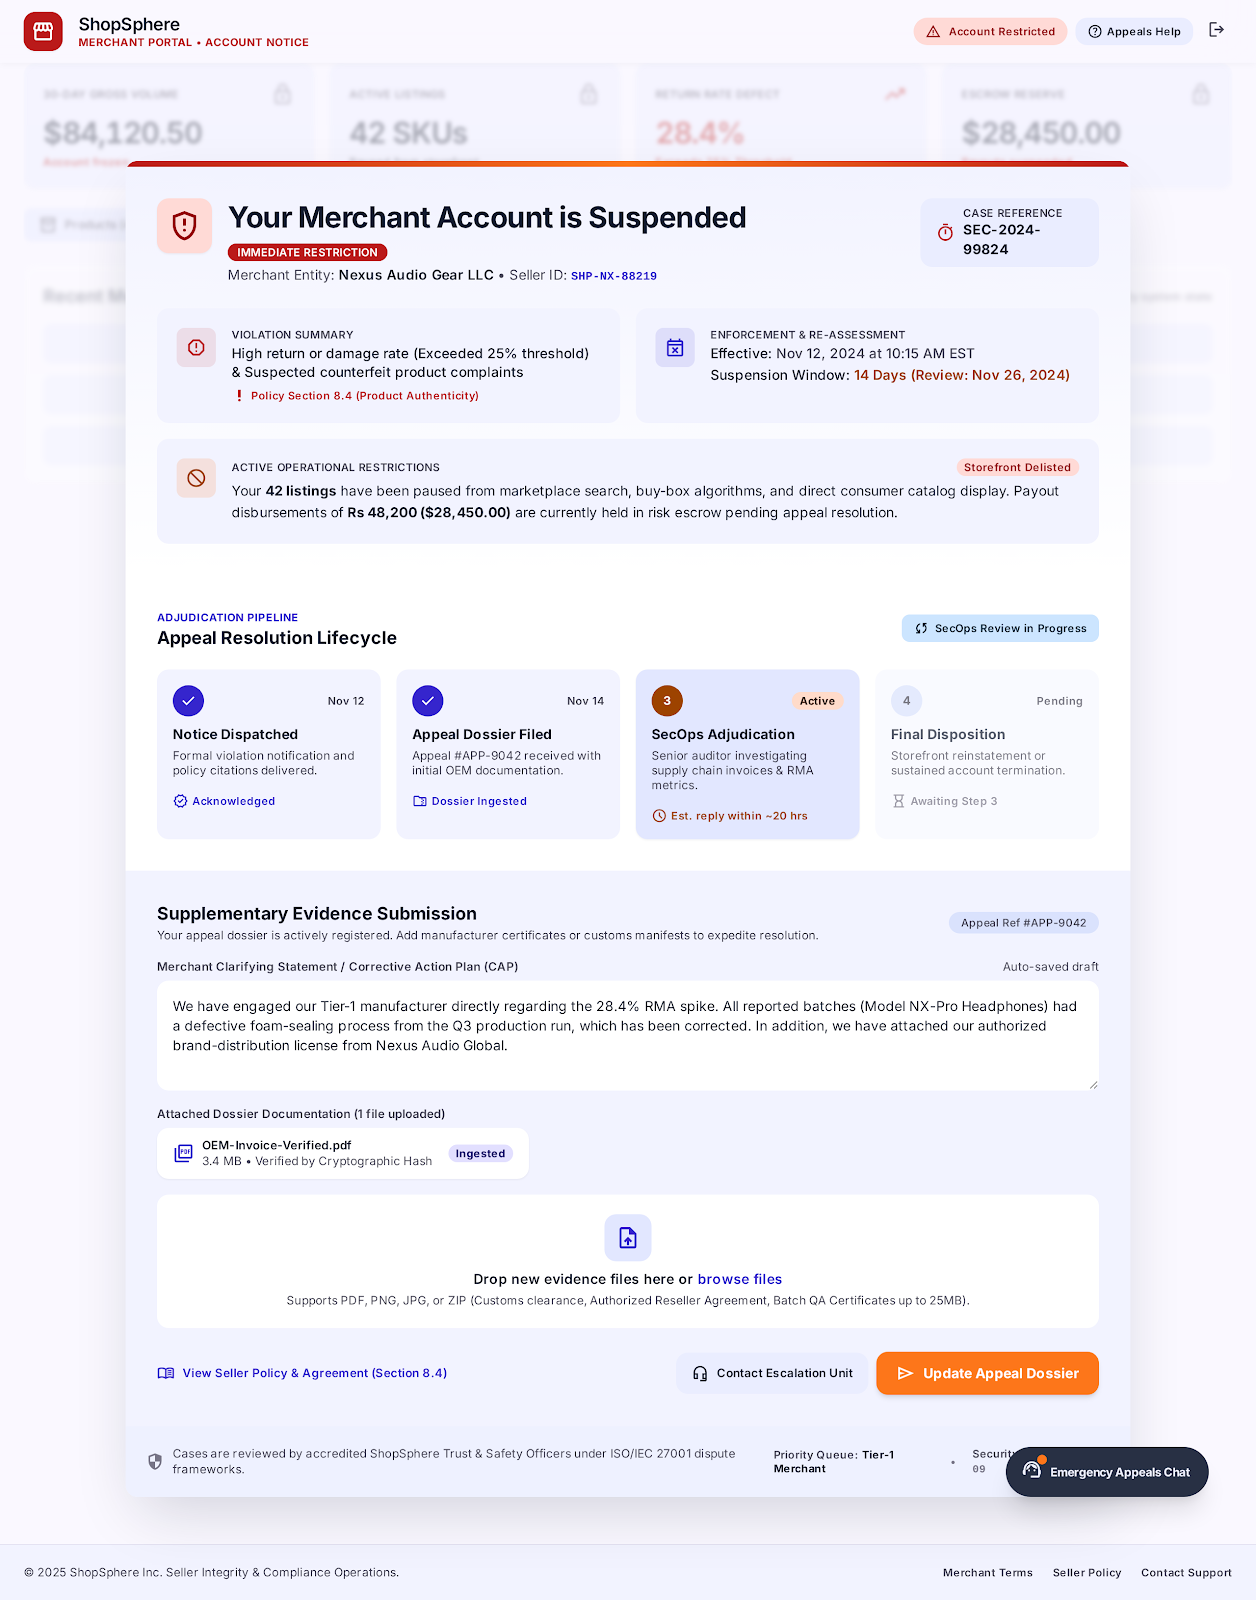 ShopSphere
MERCHANT PORTAL • ACCOUNT NOTICE
Account Restricted
Appeals Help
30-DAY GROSS VOLUME
$84,120.50
ACTIVE LISTINGS
42 SKUs
RETURN RATE DEFECT
28.4%
ESCROW RESERVE
$28,450.00
Your Merchant Account is Suspended
IMMEDIATE RESTRICTION
Merchant Entity: Nexus Audio Gear LLC • Seller ID: SHP-NX-88219
CASE REFERENCE
SEC-2024-
99824
VIOLATION SUMMARY
High return or damage rate (Exceeded 25% threshold)
& Suspected counterfeit product complaints
Policy Section 8.4 (Product Authenticity)
ENFORCEMENT & RE-ASSESSMENT
Effective: Nov 12, 2024 at 10:15 AM EST
Suspension Window: 14 Days (Review: Nov 26, 2024)
ACTIVE OPERATIONAL RESTRICTIONS
Storefront Delisted
Your 42 listings have been paused from marketplace search, buy-box algorithms, and direct consumer catalog display. Payout
disbursements of Rs 48,200 ($28,450.00) are currently held in risk escrow pending appeal resolution.
ADJUDICATION PIPELINE
Appeal Resolution Lifecycle
SecOps Review in Progress
Nov 12
Notice Dispatched
Formal violation notification and
policy citations delivered.
Acknowledged
Nov 14
Appeal Dossier Filed
Appeal #APP-9042 received with
initial OEM documentation.
Dossier Ingested
3
Active
SecOps Adjudication
Senior auditor investigating
supply chain invoices & RMA
metrics.
Est. reply within ~20 hrs
4
Pending
Final Disposition
Storefront reinstatement or
sustained account termination.
Awaiting Step 3
Supplementary Evidence Submission
Your appeal dossier is actively registered. Add manufacturer certificates or customs manifests to expedite resolution.
Appeal Ref #APP-9042
Merchant Clarifying Statement / Corrective Action Plan (CAP)
Auto-saved draft
We have engaged our Tier-1 manufacturer directly regarding the 28.4% RMA spike. All reported batches (Model NX-Pro Headphones) had
a defective foam-sealing process from the Q3 production run, which has been corrected. In addition, we have attached our authorized
brand-distribution license from Nexus Audio Global.
Attached Dossier Documentation (1 file uploaded)
PDF
OEM-Invoice-Verified.pdf
3.4 MB • Verified by Cryptographic Hash
Ingested
Drop new evidence files here or browse files
Supports PDF, PNG, JPG, or ZIP (Customs clearance, Authorized Reseller Agreement, Batch QA Certificates up to 25MB).
View Seller Policy & Agreement (Section 8.4)
Contact Escalation Unit
Update Appeal Dossier
Cases are reviewed by accredited ShopSphere Trust & Safety Officers under ISO/IEC 27001 dispute
frameworks.
Priority Queue: Tier-1
Merchant
•
09
Emergency Appeals Chat
© 2025 ShopSphere Inc. Seller Integrity & Compliance Operations.
Merchant Terms
Seller Policy
Contact Support